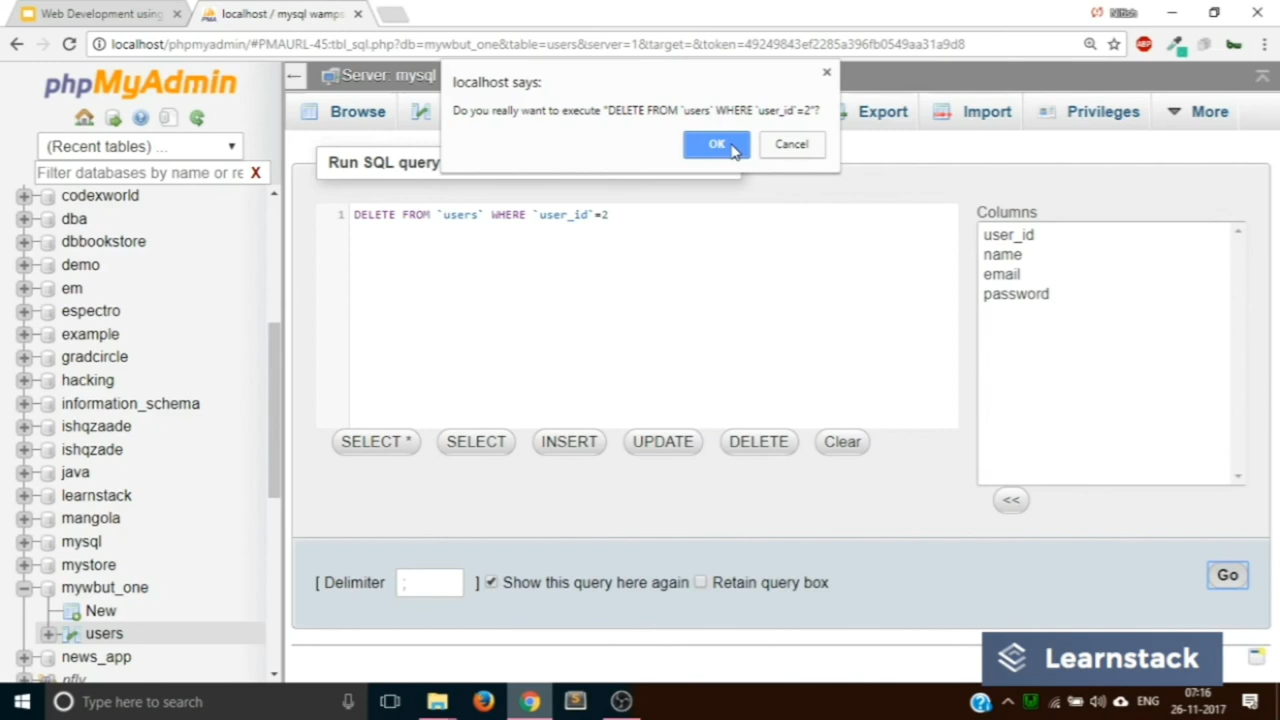 Web Development using
localhost / mysql wamps
localhost/phpmyadmin/#PMAURL-45:tbl_sql.php?db=mywbut_one&table=users&server=1&target=&token=49249843ef2285a396fb0549aa31a9d8
phpMyAdmin
(Recent tables) ...
Filter databases by name or re X
codexworld
dba
dbbookstore
demo
em
espectro
example
gradcircle
hacking
information_schema
ishqzaade
ishqzade
java
learnstack
mangola
mysql
mystore
mywbut_one
New
users
news_app
Server: mysql
Browse
Export
Import
Privileges
More
localhost says:
Do you really want to execute "DELETE FROM `users` WHERE `user_id`=2"?
OK
Cancel
Run SQL query
1 DELETE FROM `users` WHERE `user_id`=2
Columns
user_id
name
email
password
SELECT *
SELECT
INSERT
UPDATE
DELETE
Clear
<<
[ Delimiter ; ] Show this query here again Retain query box
Go
Learnstack
Type here to search
ENG
07:16
26-11-2017